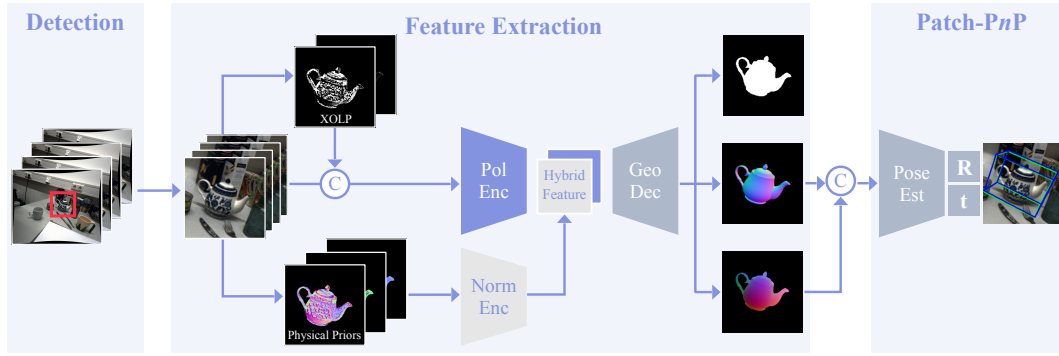 Detection
Feature Extraction
Patch-PnP
XOLP
C
Pol
Enc
Hybrid
Feature
Geo
Dec
C
Pose
Est
R
t
Physical Priors
Norm
Enc